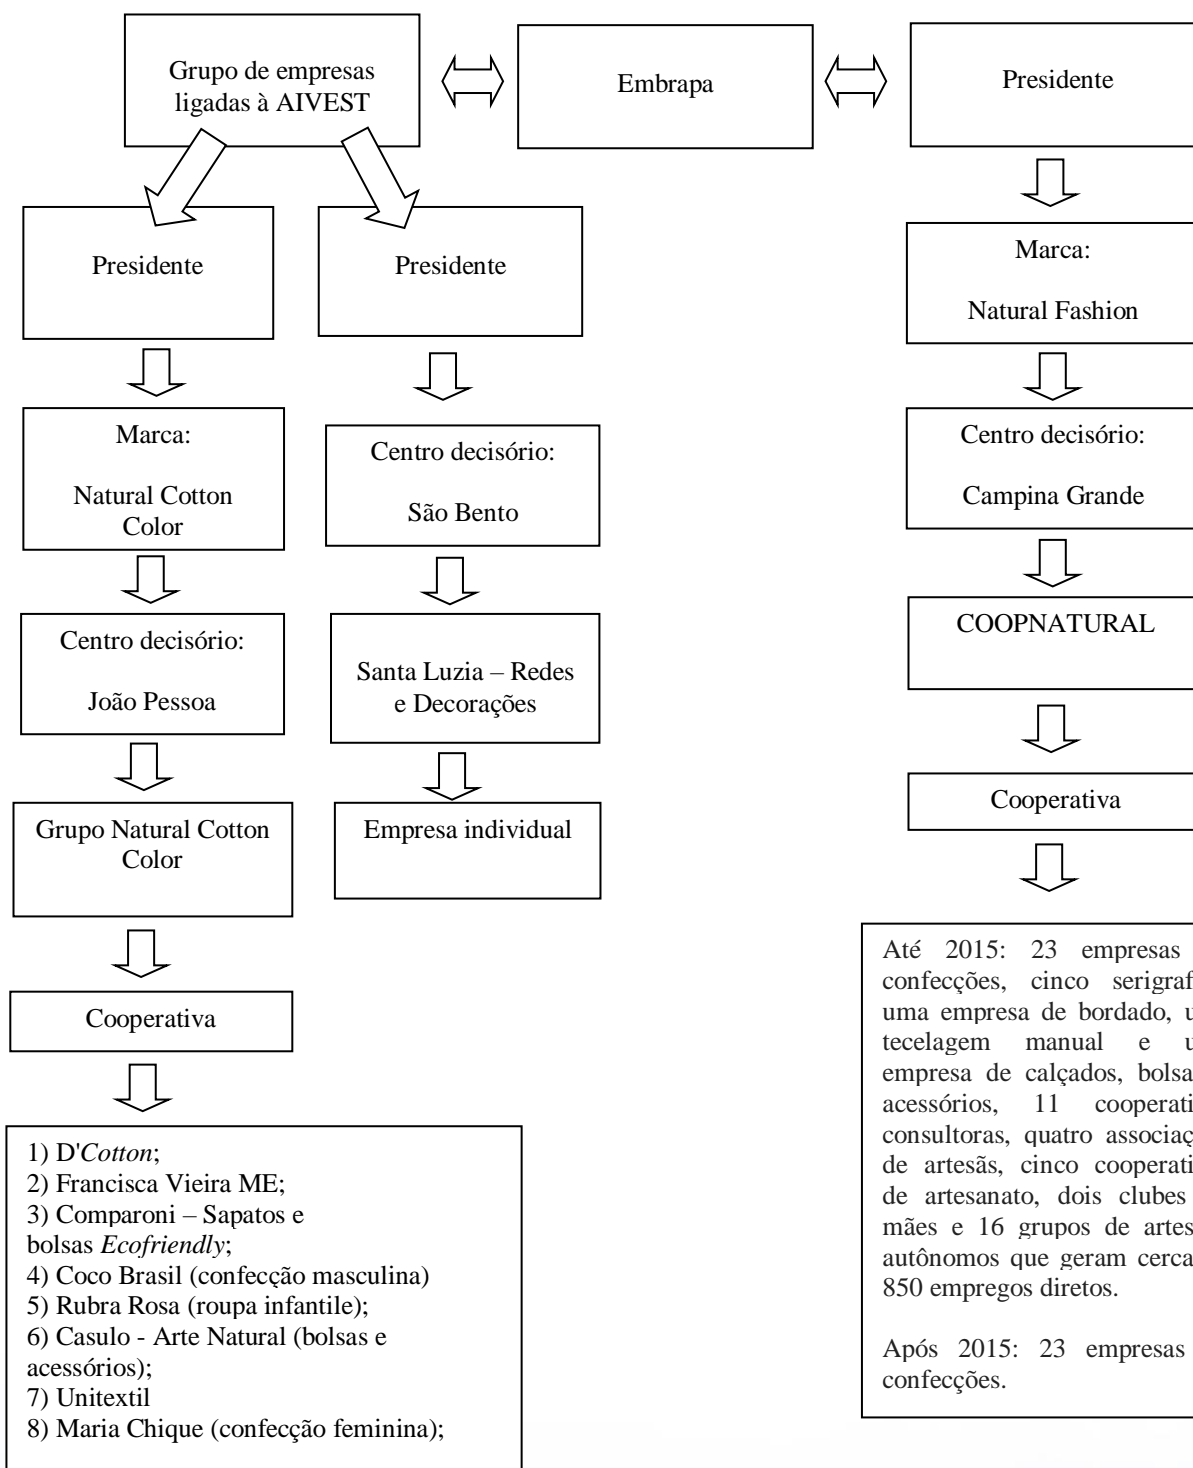 Grupo de empresas
ligadas à AIVEST
Embrapa
Presidente
Presidente
Marca:
Natural Cotton
Color
Centro decisório:
João Pessoa
Grupo Natural Cotton
Color
Cooperativa
1) D'Cotton;
2) Francisca Vieira ME;
3) Comparoni – Sapatos e
bolsas Ecofriendly;
4) Coco Brasil (confecção masculina)
5) Rubra Rosa (roupa infantile);
6) Casulo - Arte Natural (bolsas e
acessórios);
7) Unitextil
8) Maria Chique (confecção feminina);
Presidente
Centro decisório:
São Bento
Santa Luzia – Redes
e Decorações
Empresa individual
Marca:
Natural Fashion
Centro decisório:
Campina Grande
COOPNATURAL
Cooperativa
Até 2015: 23 empresas
confecções, cinco serigraf
uma empresa de bordado, u
tecelagem manual e u
empresa de calçados, bolsa
acessórios, 11 cooperati
consultoras, quatro associaç
de artesãs, cinco cooperati
de artesanato, dois clubes
mães e 16 grupos de artes
autônomos que geram cerca
850 empregos diretos.
Após 2015: 23 empresas
confecções.